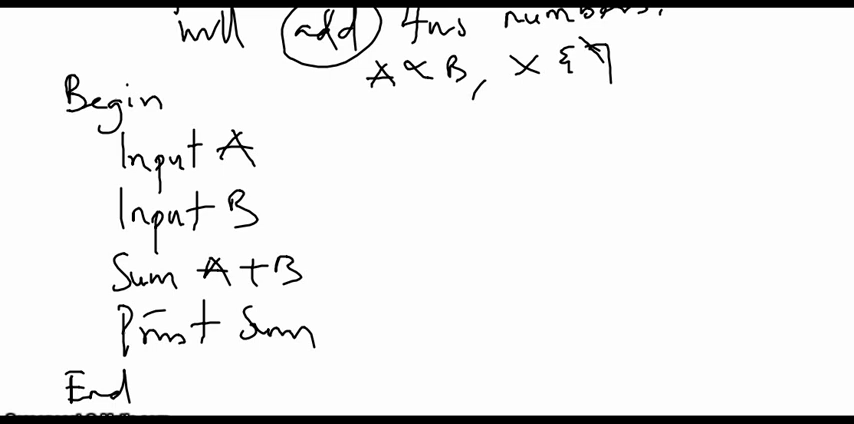 will add two numbers.
A & B, X & Y
Begin
Input A
Input B
Sum A+B
Print Sum
End